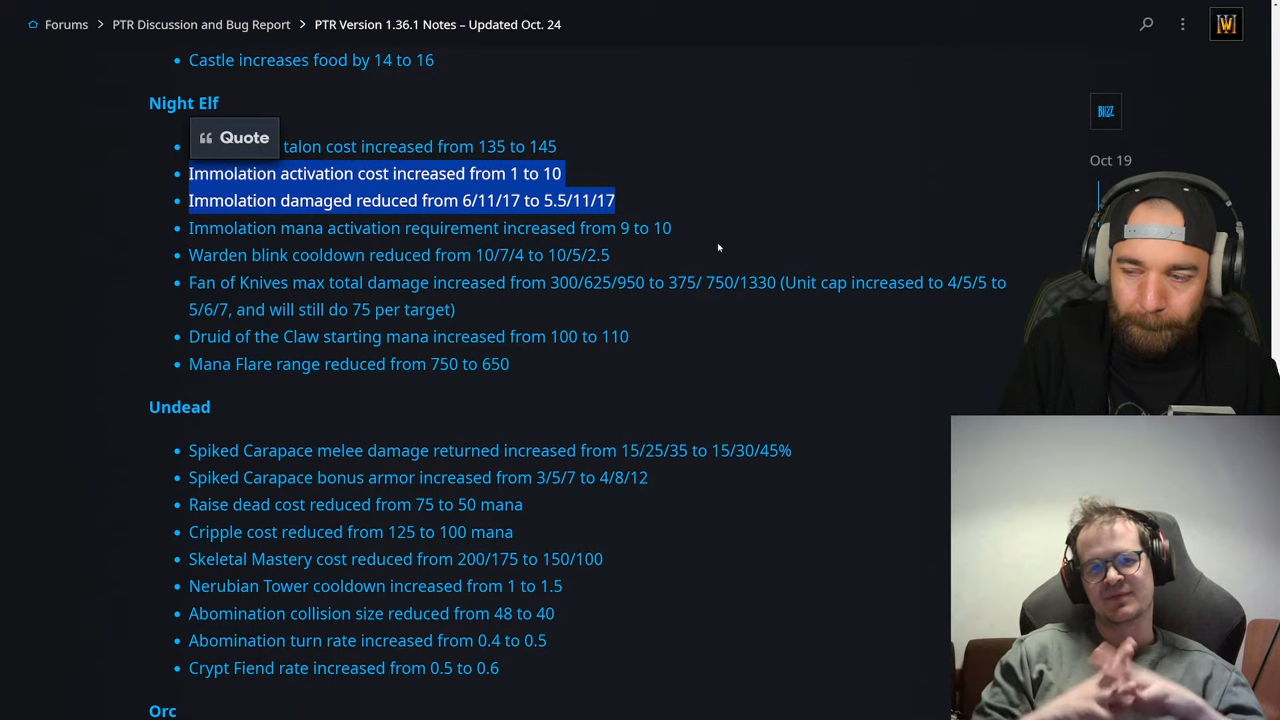 Forums > PTR Discussion and Bug Report > PTR Version 1.36.1 Notes – Updated Oct. 24
• Castle increases food by 14 to 16
Night Elf
Quote
• talon cost increased from 135 to 145
• Immolation activation cost increased from 1 to 10
• Immolation damaged reduced from 6/11/17 to 5.5/11/17
• Immolation mana activation requirement increased from 9 to 10
• Warden blink cooldown reduced from 10/7/4 to 10/5/2.5
• Fan of Knives max total damage increased from 300/625/950 to 375/ 750/1330 (Unit cap increased to 4/5/5 to
5/6/7, and will still do 75 per target)
• Druid of the Claw starting mana increased from 100 to 110
• Mana Flare range reduced from 750 to 650
Undead
• Spiked Carapace melee damage returned increased from 15/25/35 to 15/30/45%
• Spiked Carapace bonus armor increased from 3/5/7 to 4/8/12
• Raise dead cost reduced from 75 to 50 mana
• Cripple cost reduced from 125 to 100 mana
• Skeletal Mastery cost reduced from 200/175 to 150/100
• Nerubian Tower cooldown increased from 1 to 1.5
• Abomination collision size reduced from 48 to 40
• Abomination turn rate increased from 0.4 to 0.5
• Crypt Fiend rate increased from 0.5 to 0.6
Orc
BLIZZ
Oct 19